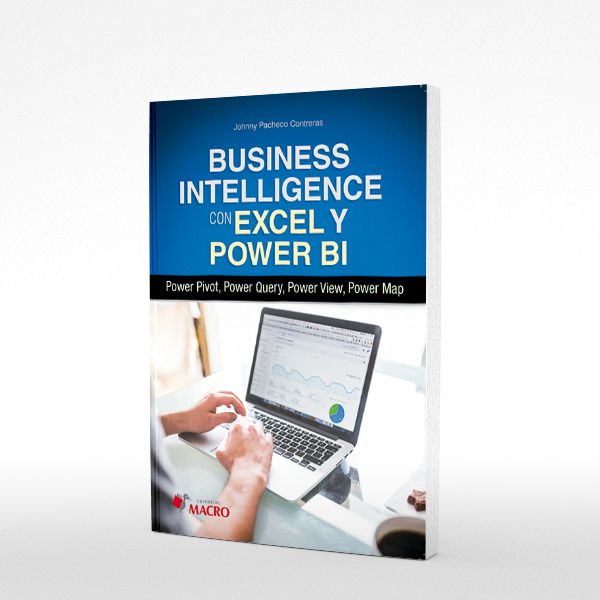 Johnny Pacheco Contreras
BUSINESS
INTELLIGENCE
CON EXCEL Y
POWER BI
Power Pivot, Power Query, Power View, Power Map
EDITORIAL
MACRO